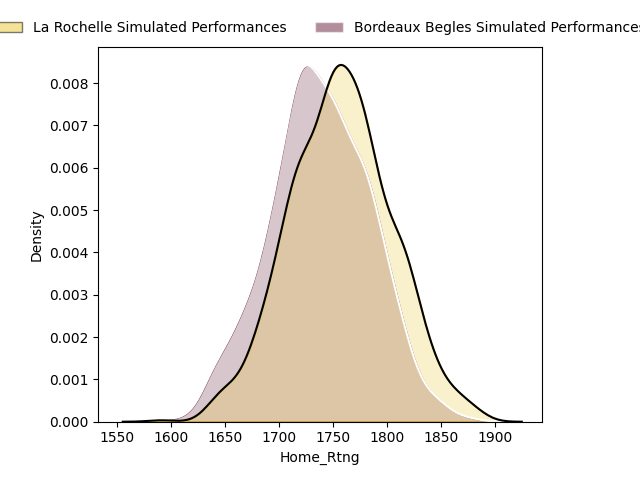 La Rochelle Simulated Performances
Bordeaux Begles Simulated Performances
Density
0.008
0.007
0.006
0.005
0.004
0.003
0.002
0.001
0.000
1550 1600 1650 1700 1750 1800 1850 1900
Home_Rtng